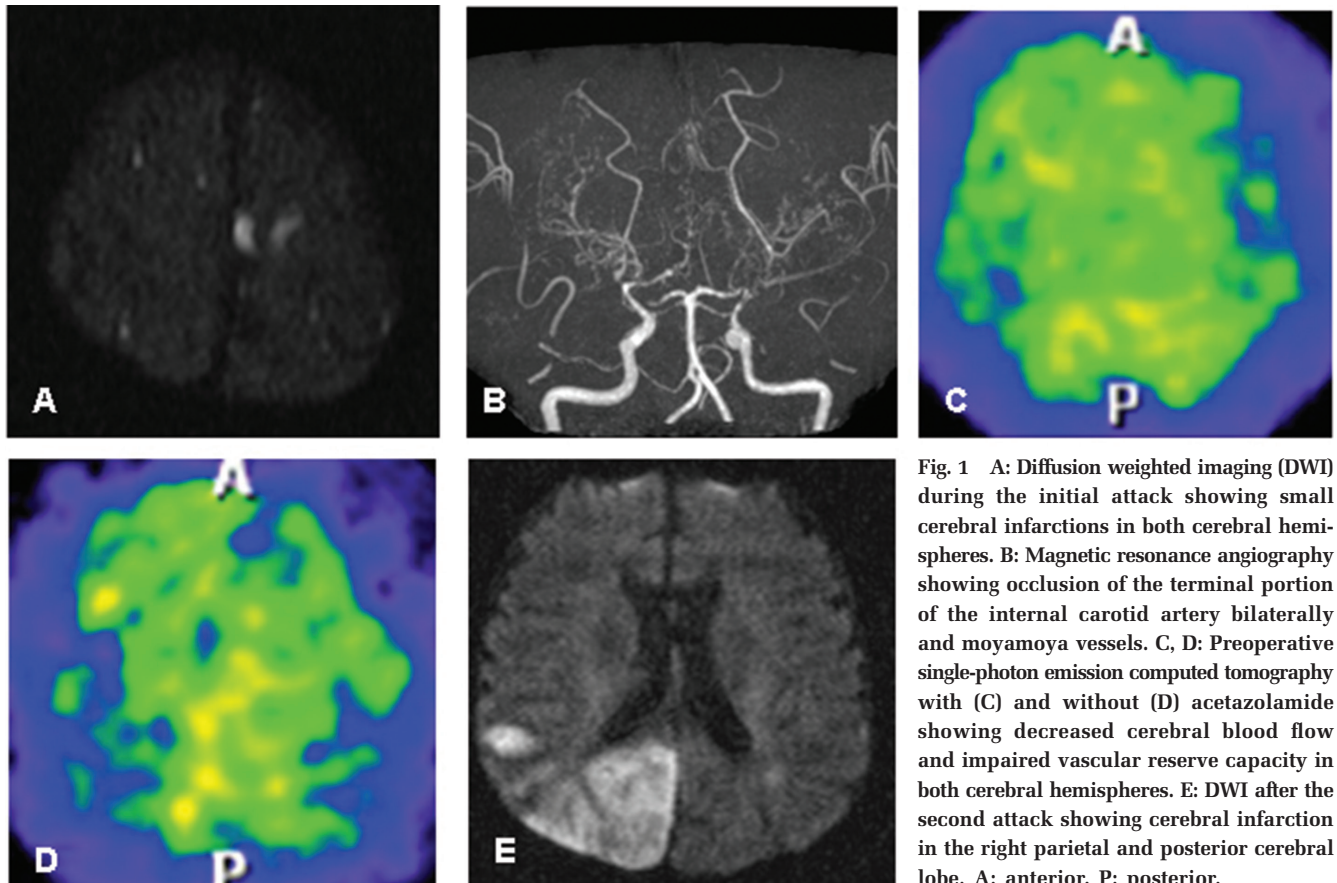 A
B
A
P
C
A
P
D
E
Fig. 1 A: Diffusion weighted imaging (DWI)
during the initial attack showing small
cerebral infarctions in both cerebral hemi-
spheres. B: Magnetic resonance angiography
showing occlusion of the terminal portion
of the internal carotid artery bilaterally
and moyamoya vessels. C, D: Preoperative
single-photon emission computed tomography
with (C) and without (D) acetazolamide
showing decreased cerebral blood flow
and impaired vascular reserve capacity in
both cerebral hemispheres. E: DWI after the
second attack showing cerebral infarction
in the right parietal and posterior cerebral
lobe. A: anterior, P: posterior.